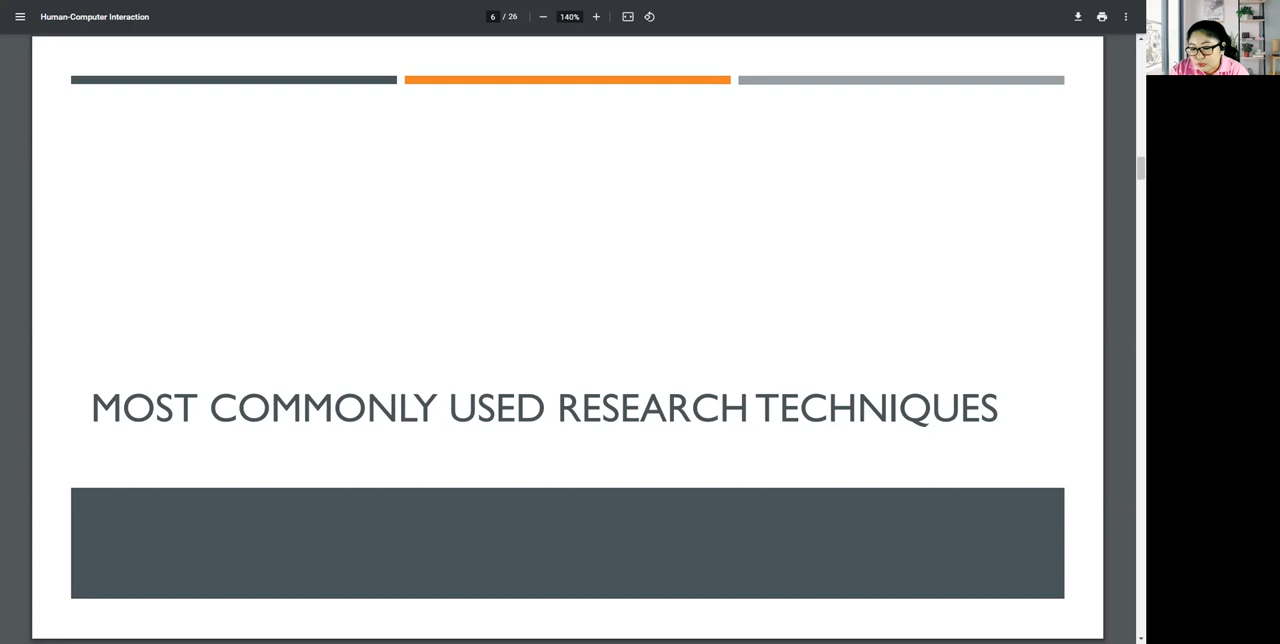 Human-Computer Interaction
6 / 26
140%
MOST COMMONLY USED RESEARCH TECHNIQUES